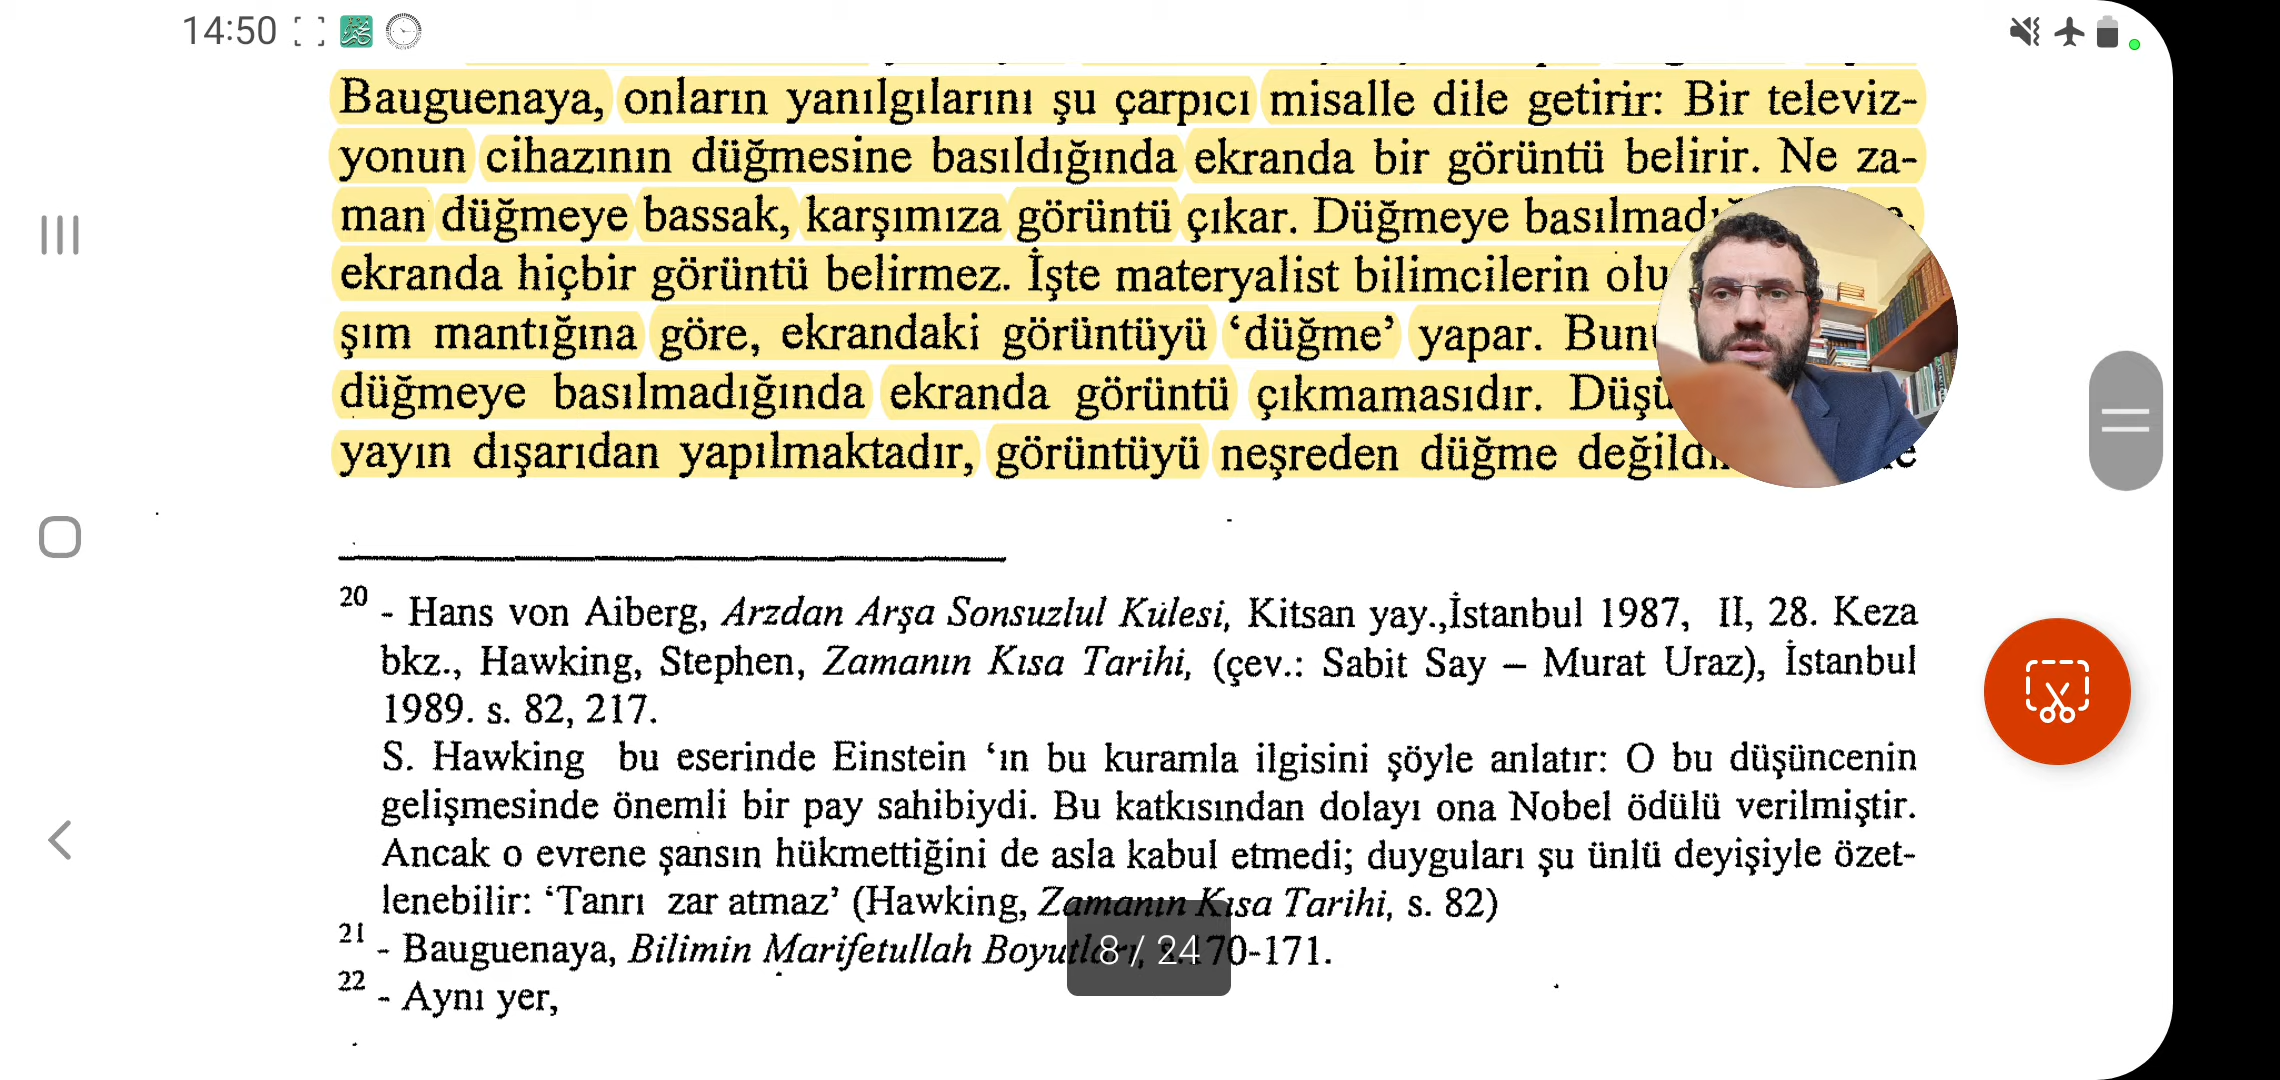 14:50
Bauguenaya, onların yanılgılarını şu çarpıcı misalle dile getirir: Bir televiz-
yonun cihazının düğmesine basıldığında ekranda bir görüntü belirir. Ne za-
man düğmeye bassak, karşımıza görüntü çıkar. Düğmeye
ekranda hiçbir görüntü belirmez. İşte materyalist bilimcilerin
şım mantığına göre, ekrandaki görüntüyü ‘düğme’ yapar.
düğmeye basılmadığında ekranda görüntü çıkmamasıdır.
yayın dışarıdan yapılmaktadır, görüntüyü neşreden düğme
20 - Hans von Aiberg, Arzdan Arşa Sonsuzlul Kulesi, Kitsan yay.,İstanbul 1987, II, 28. Keza
bkz., Hawking, Stephen, Zamanın Kısa Tarihi, (çev.: Sabit Say – Murat Uraz), İstanbul
1989. s. 82, 217.
S. Hawking bu eserinde Einstein ‘ın bu kuramla ilgisini şöyle anlatır: O bu düşüncenin
gelişmesinde önemli bir pay sahibiydi. Bu katkısından dolayı ona Nobel ödülü verilmiştir.
Ancak o evrene şansın hükmettiğini de asla kabul etmedi; duyguları şu ünlü deyişiyle özet-
lenebilir: ‘Tanrı zar atmaz’ (Hawking, Zamanın Kısa Tarihi, s. 82)
21 - Bauguenaya, Bilimin Marifetullah Boyutları, s.170-171.
8 / 24
22 - Aynı yer,